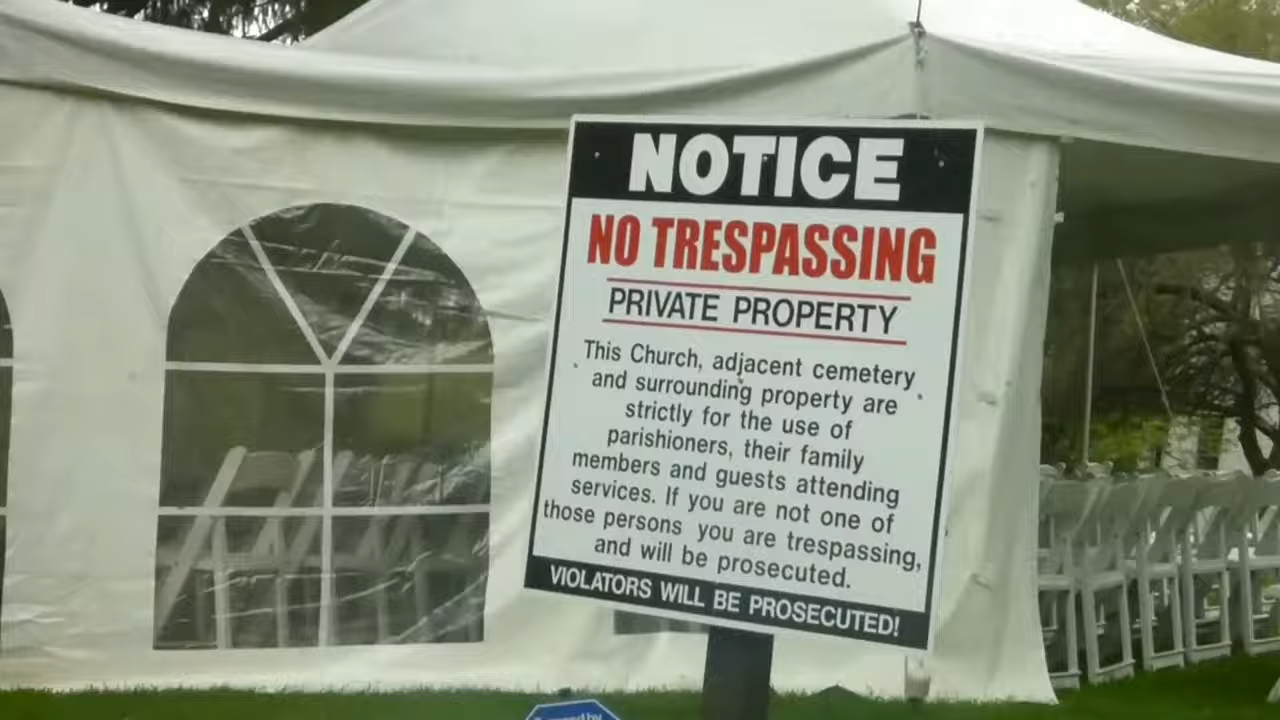 NOTICE
NO TRESPASSING
PRIVATE PROPERTY
This Church, adjacent cemetery
and surrounding property are
strictly for the use of
parishioners, their family
members and guests attending
services. If you are not one of
those persons you are trespassing,
and will be prosecuted.
VIOLATORS WILL BE PROSECUTED!